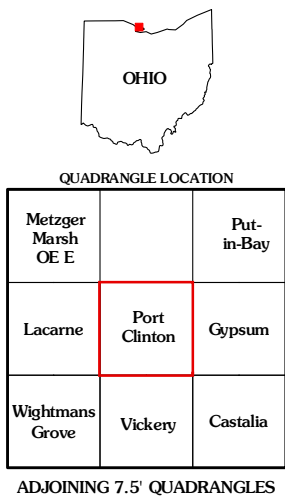 OHIO
QUADRANGLE LOCATION
Metzger
Marsh
OE E
Put-
in-Bay
Lacarne
Port
Clinton
Gypsum
Wightmans
Grove
Vickery
Castalia
ADJOINING 7.5' QUADRANGLES